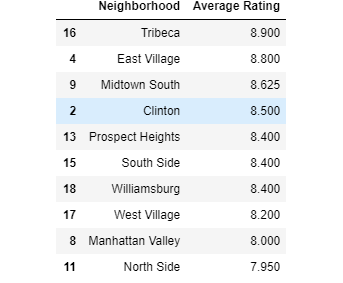 Neighborhood Average Rating
16 Tribeca 8.900
4 East Village 8.800
9 Midtown South 8.625
2 Clinton 8.500
13 Prospect Heights 8.400
15 South Side 8.400
18 Williamsburg 8.400
17 West Village 8.200
8 Manhattan Valley 8.000
11 North Side 7.950